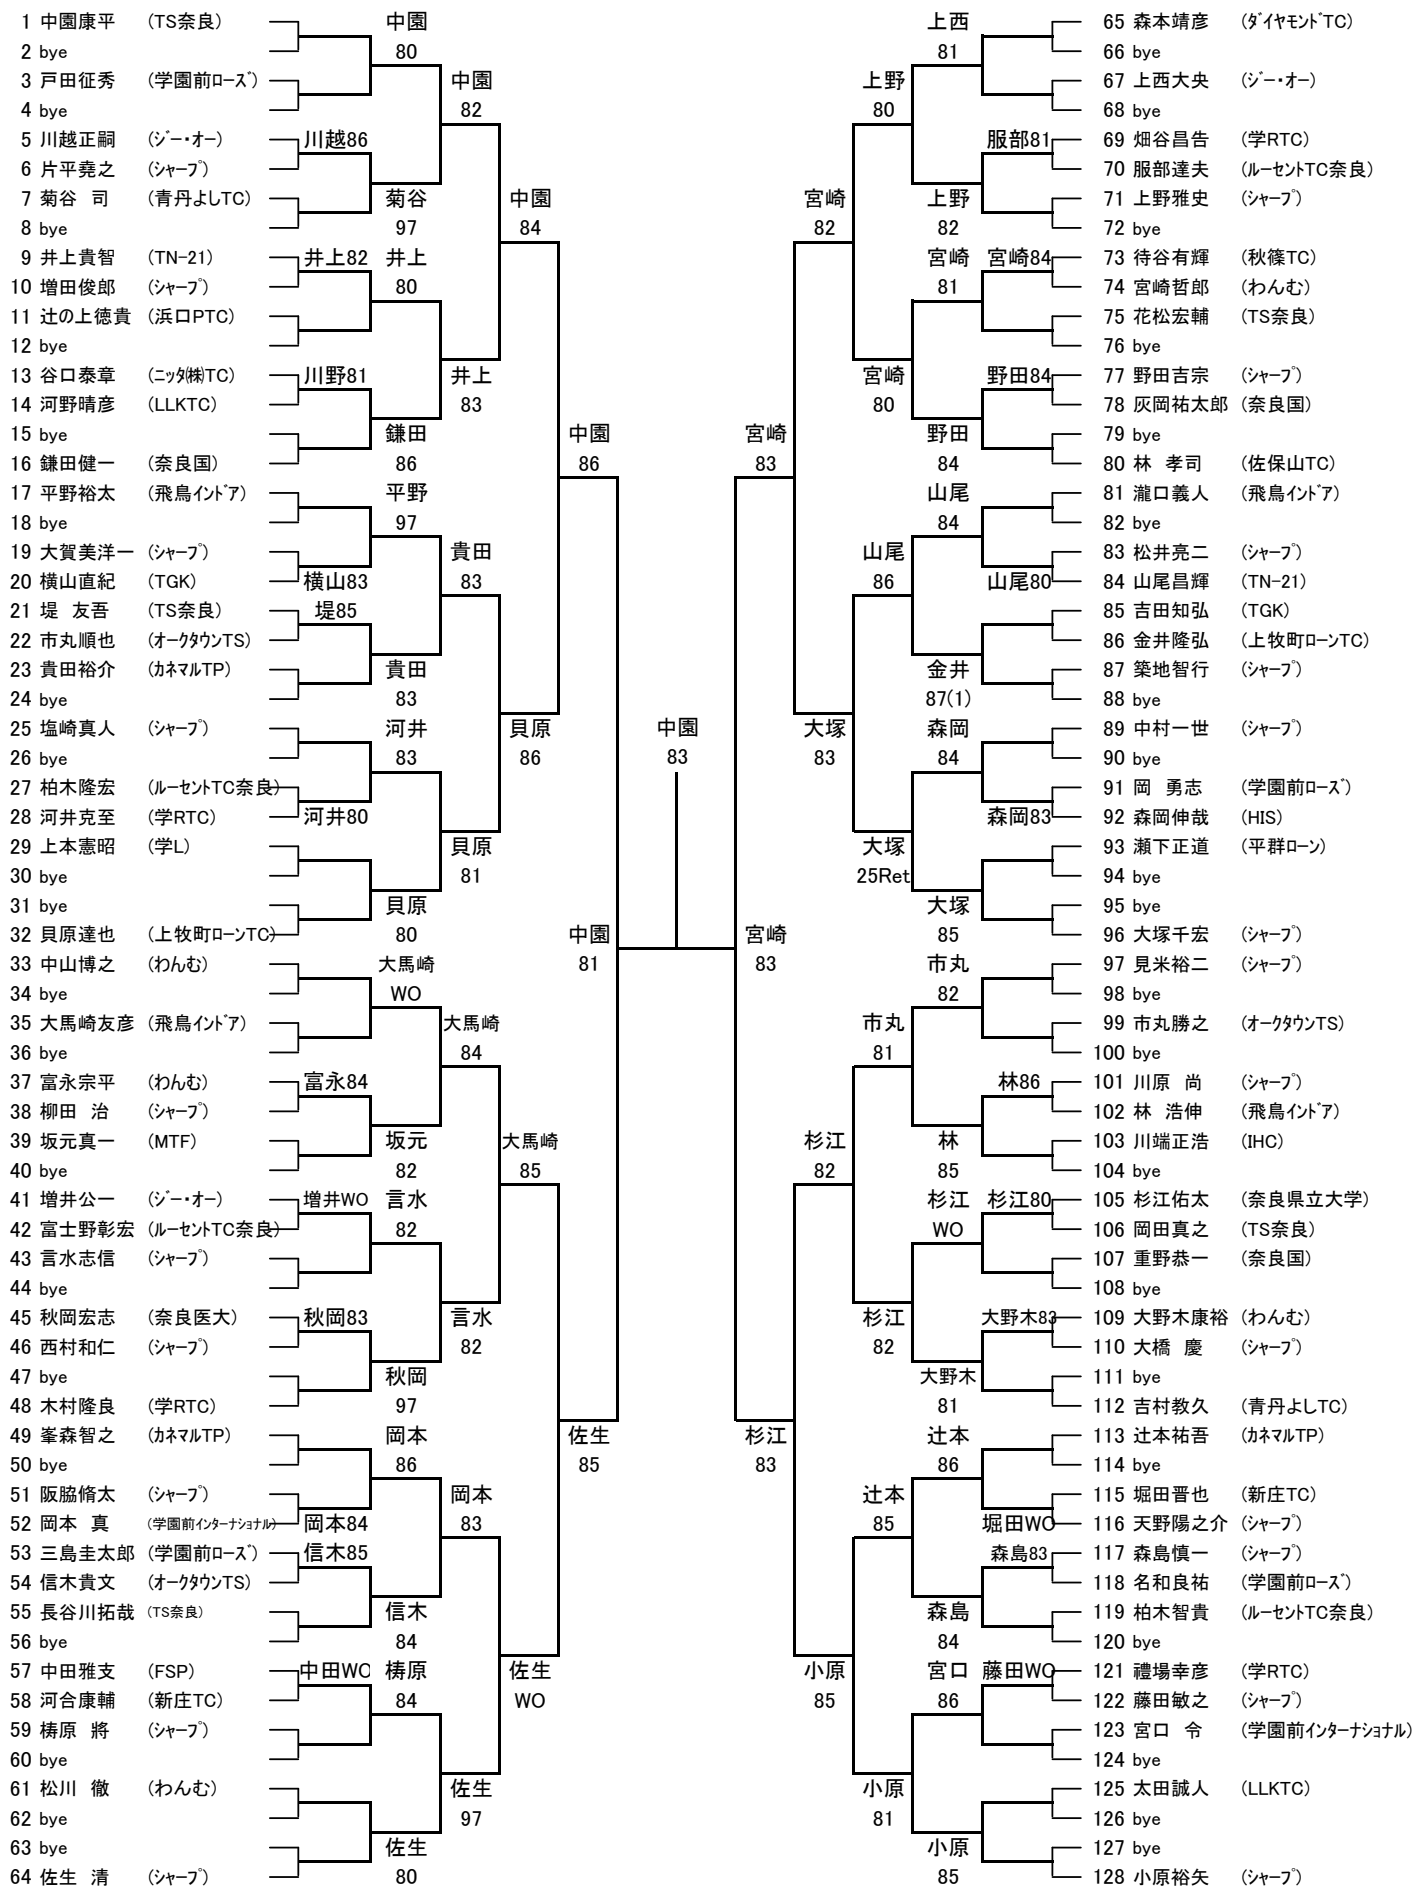 1 中園康平 (TS奈良) 中園
2 bye 80
3 戸田征秀 (学園前ローズ) 中園
4 bye 82
5 川越正嗣 (ジー・オー) 川越86
6 片平堯之 (シャープ)
7 菊谷 司 (青丹よしTC) 菊谷 中園
8 bye 97 84
9 井上貴智 (TN-21) 井上82 井上
10 増田俊郎 (シャープ) 80
11 辻の上徳貴 (浜口PTC)
12 bye
13 谷口泰章 (ニッタ㈱TC) 川野81 井上
14 河野晴彦 (LLKTC) 83
15 bye 鎌田 中園
16 鎌田健一 (奈良国) 86 86
17 平野裕太 (飛鳥インドア) 平野
18 bye 97
19 大賀美洋一 (シャープ) 貴田
20 横山直紀 (TGK) 横山83 83
21 堤 友吾 (TS奈良) 堤85
22 市丸順也 (オークタウンTS)
23 貴田裕介 (カネマルTP) 貴田
24 bye 83
25 塩崎真人 (シャープ) 河井 貝原
26 bye 83 86
27 柏木隆宏 (ルーセントTC奈良)
28 河井克至 (学RTC) 河井80
29 上本憲昭 (学L) 貝原
30 bye 81
31 bye 貝原 中園
32 貝原達也 (上牧町ローンTC) 80 81
33 中山博之 (わんむ) 大馬崎
34 bye WO
35 大馬崎友彦 (飛鳥インドア) 大馬崎
36 bye 84
37 富永宗平 (わんむ) 富永84
38 柳田 治 (シャープ)
39 坂元真一 (MTF) 坂元 大馬崎
40 bye 82 85
41 増井公一 (ジー・オー) 増井WO 言水
42 富士野彰宏 (ルーセントTC奈良) 82
43 言水志信 (シャープ)
44 bye
45 秋岡宏志 (奈良医大) 秋岡83 言水
46 西村和仁 (シャープ) 82
47 bye 秋岡
48 木村隆良 (学RTC) 97
49 峯森智之 (カネマルTP) 岡本 佐生
50 bye 86 85
51 阪脇脩太 (シャープ) 岡本
52 岡本 真 (学園前インターナショナル) 岡本84 83
53 三島圭太郎 (学園前ローズ) 信木85
54 信木貴文 (オークタウンTS)
55 長谷川拓哉 (TS奈良) 信木
56 bye 84
57 中田雅支 (FSP) 中田WO 梼原 佐生
58 河合康輔 (新庄TC) 84 WO
59 梼原 將 (シャープ)
60 bye
61 松川 徹 (わんむ) 佐生
62 bye 97
63 bye 佐生
64 佐生 清 (シャープ) 80
中園
83
上西 65 森本靖彦 (ダイヤモンドTC)
81 66 bye
上野 67 上西大央 (ジー・オー)
80 68 bye
服部81 69 畑谷昌告 (学RTC)
70 服部達夫 (ルーセントTC奈良)
宮崎 上野 71 上野雅史 (シャープ)
82 82 72 bye
宮崎 宮崎84 73 待谷有輝 (秋篠TC)
81 74 宮崎哲郎 (わんむ)
75 花松宏輔 (TS奈良)
76 bye
宮崎 野田84 77 野田吉宗 (シャープ)
80 78 灰岡祐太郎 (奈良国)
宮崎 野田 79 bye
83 84 80 林 孝司 (佐保山TC)
山尾 81 瀧口義人 (飛鳥インドア)
84 82 bye
山尾 83 松井亮二 (シャープ)
86 山尾80 84 山尾昌輝 (TN-21)
85 吉田知弘 (TGK)
86 金井隆弘 (上牧町ローンTC)
金井 87 築地智行 (シャープ)
87(1) 88 bye
大塚 森岡 89 中村一世 (シャープ)
83 84 90 bye
91 岡 勇志 (学園前ローズ)
森岡83 92 森岡伸哉 (HIS)
大塚 93 瀬下正道 (平群ローン)
25Ret 94 bye
宮崎 大塚 95 bye
83 85 96 大塚千宏 (シャープ)
市丸 97 見米裕二 (シャープ)
82 98 bye
市丸 99 市丸勝之 (オークタウンTS)
81 100 bye
林86 101 川原 尚 (シャープ)
102 林 浩伸 (飛鳥インドア)
杉江 林 103 川端正浩 (IHC)
82 85 104 bye
杉江 杉江80 105 杉江佑太 (奈良県立大学)
WO 106 岡田真之 (TS奈良)
107 重野恭一 (奈良国)
108 bye
杉江 大野木83 109 大野木康裕 (わんむ)
82 110 大橋 慶 (シャープ)
大野木 111 bye
81 112 吉村教久 (青丹よしTC)
杉江 辻本 113 辻本祐吾 (カネマルTP)
83 86 114 bye
辻本 115 堀田晋也 (新庄TC)
85 堀田WO 116 天野陽之介 (シャープ)
森島83 117 森島慎一 (シャープ)
118 名和良祐 (学園前ローズ)
森島 119 柏木智貴 (ルーセントTC奈良)
84 120 bye
小原 宮口 藤田WO 121 禮場幸彦 (学RTC)
85 86 122 藤田敏之 (シャープ)
123 宮口 令 (学園前インターナショナル)
124 bye
小原 125 太田誠人 (LLKTC)
81 126 bye
小原 127 bye
85 128 小原裕矢 (シャープ)